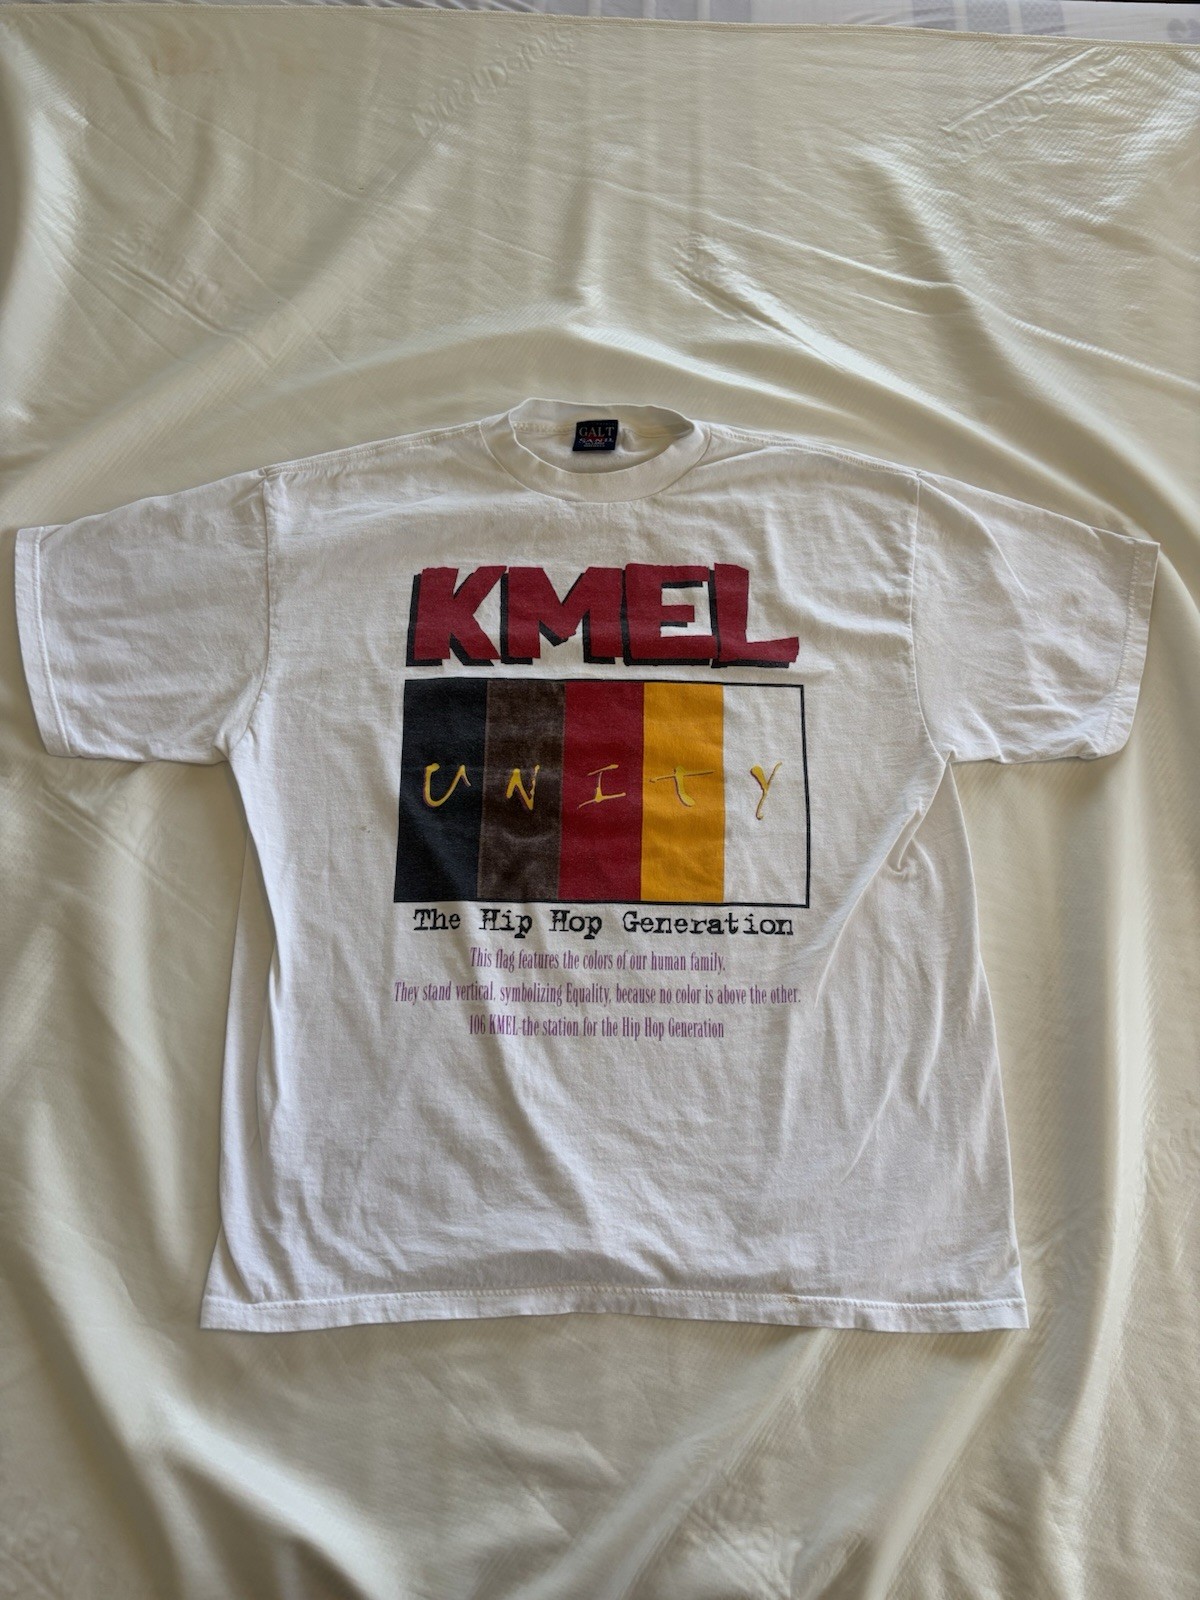 GALT
SAND
KMEL
UNITY
The Hip Hop Generation
This flag features the colors of our human family.
They stand vertical, symbolizing Equality, because no color is above the other.
106 KMEL-the station for the Hip Hop Generation